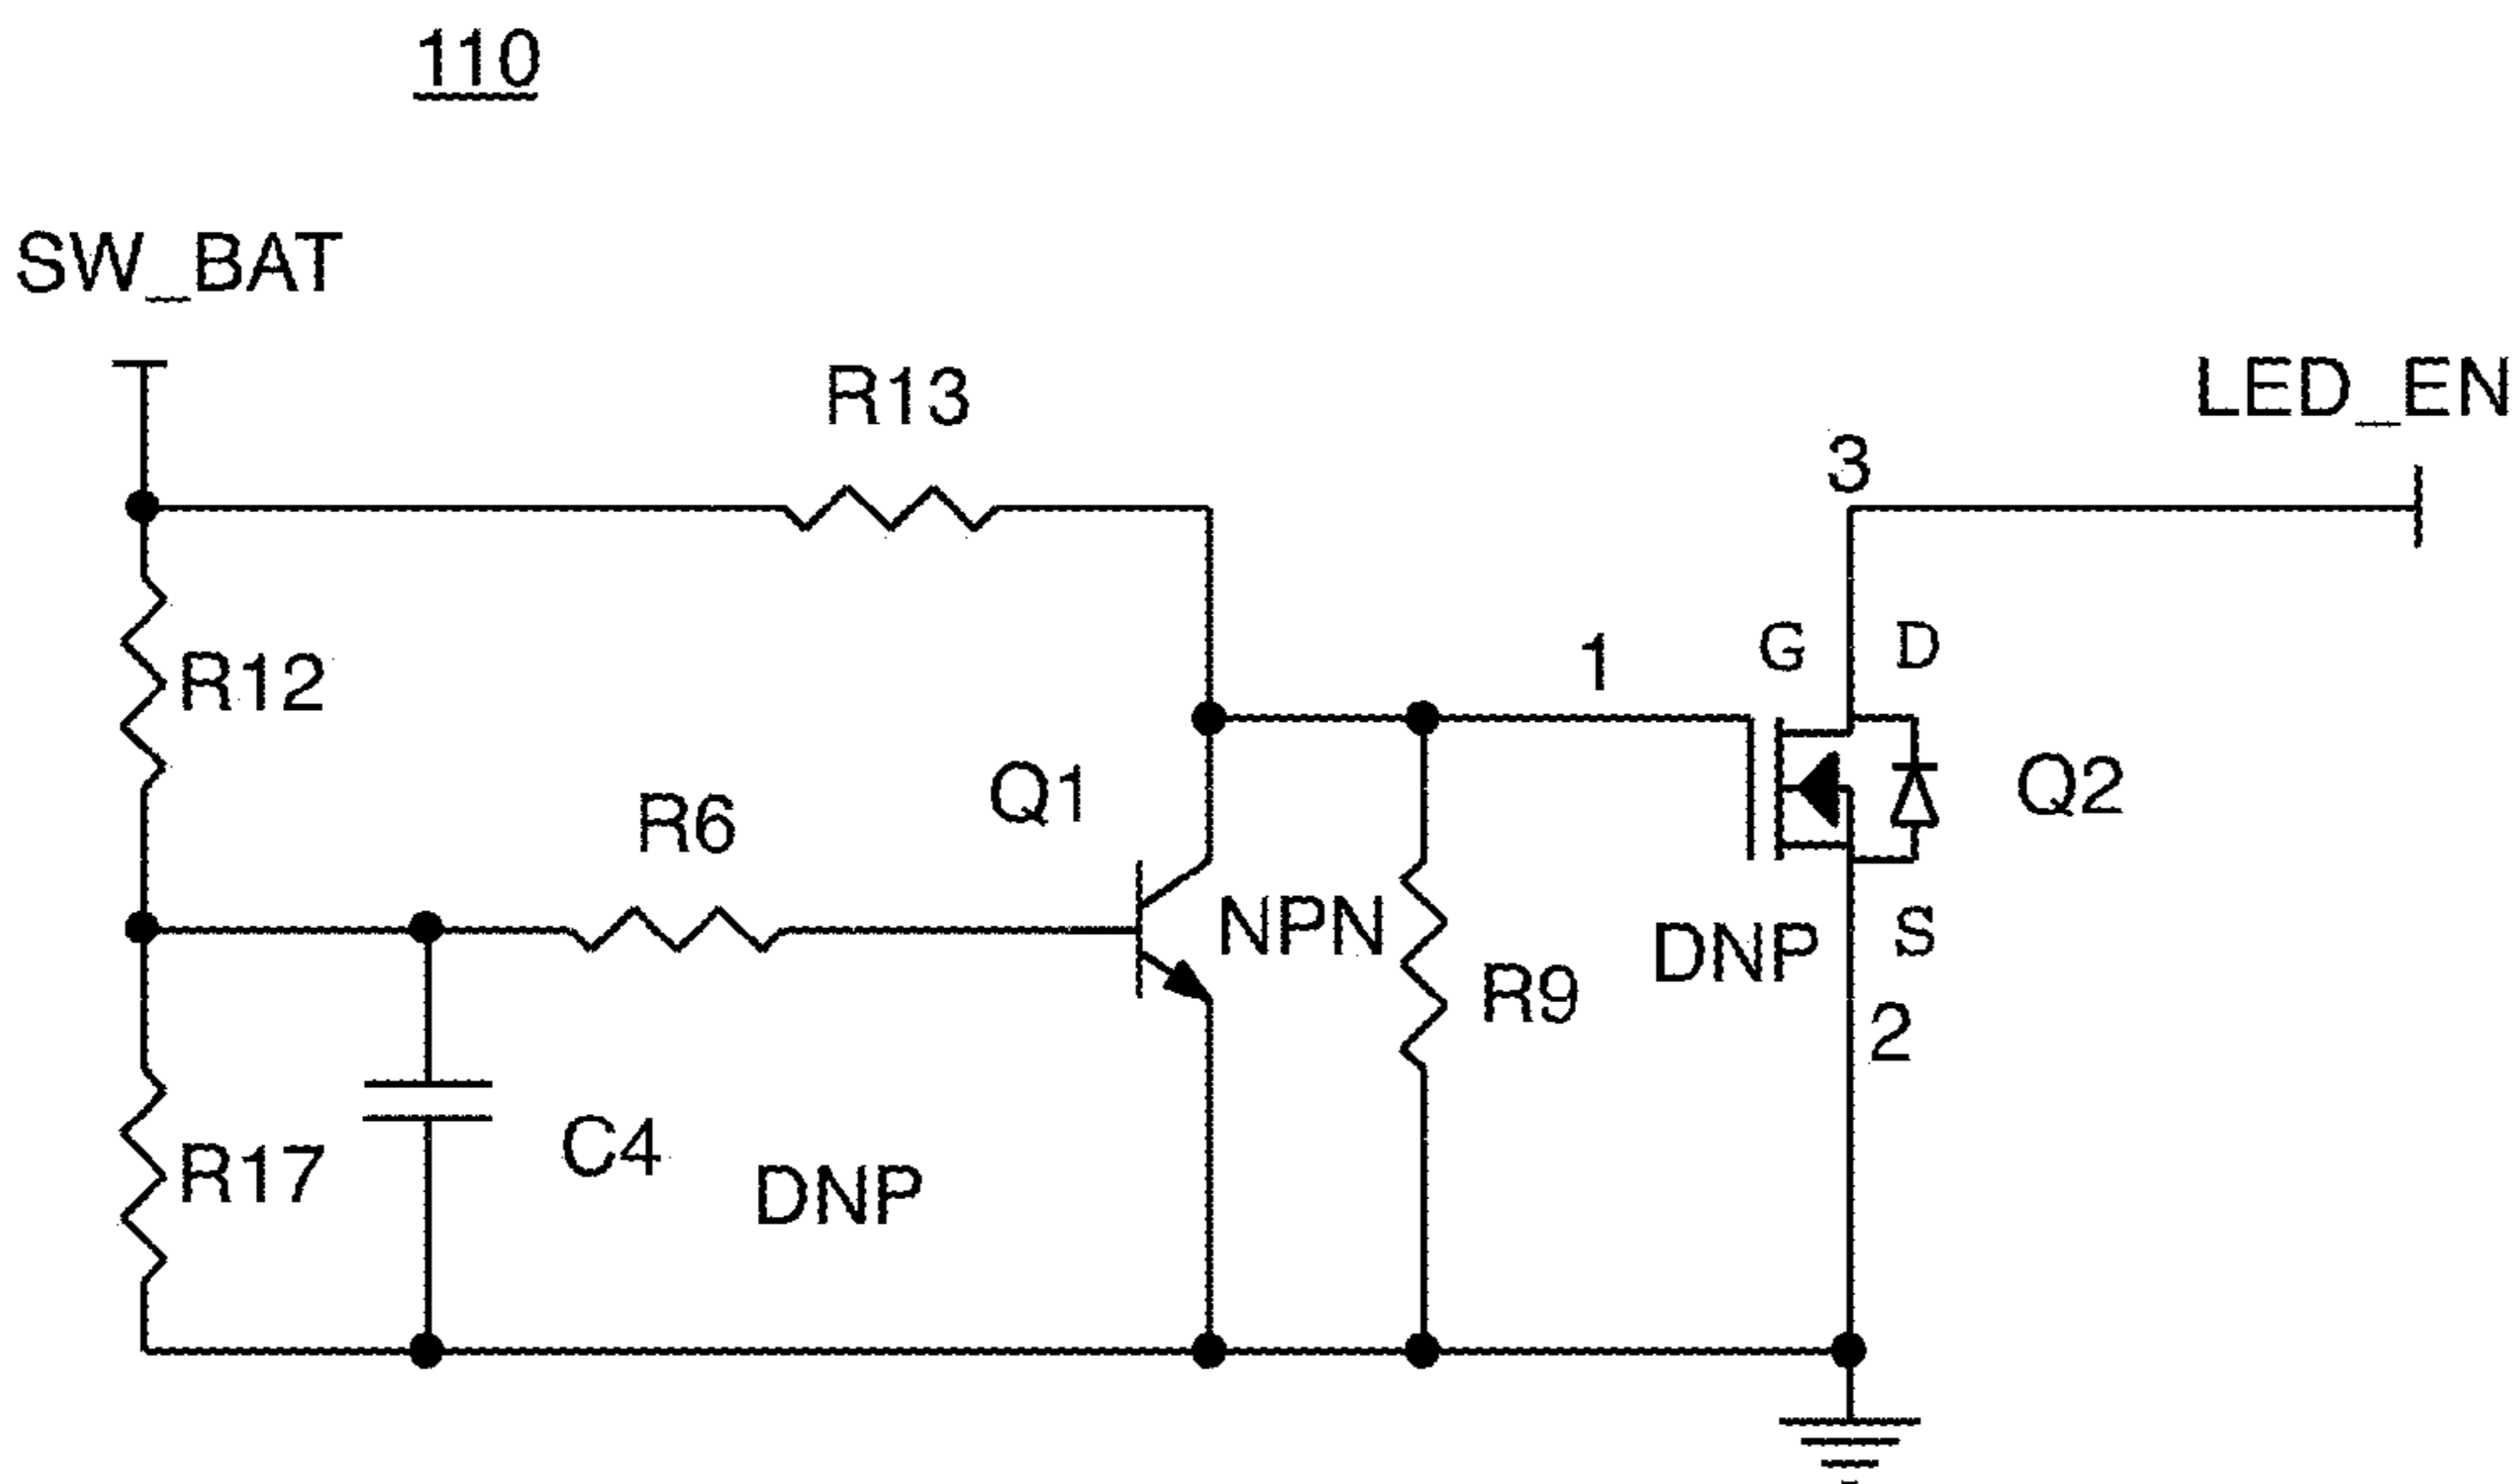 110
SW_BAT
R13
LED_EN
3
R12
1
G
D
Q1
Q2
R6
NPN
DNP
S
R9
2
R17
C4
DNP